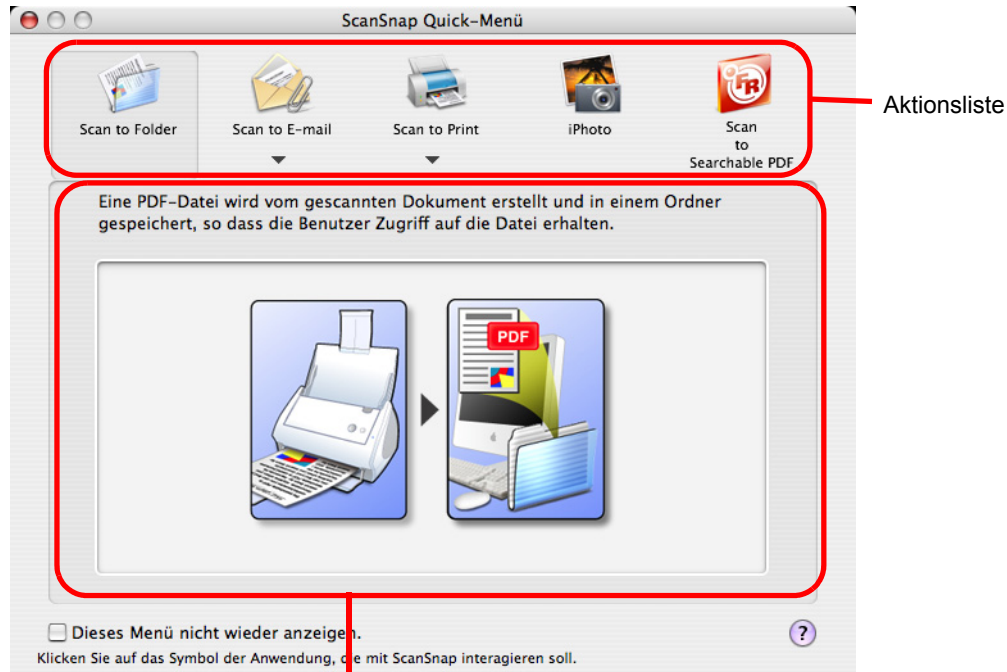 ScanSnap Quick-Menü
Scan to Folder
Scan to E-mail
Scan to Print
iPhoto
Scan
to
Searchable PDF
Aktionsliste
Eine PDF-Datei wird vom gescannten Dokument erstellt und in einem Ordner
gespeichert, so dass die Benutzer Zugriff auf die Datei erhalten.
PDF
Dieses Menü nicht wieder anzeigen.
?
Klicken Sie auf das Symbol der Anwendung, die mit ScanSnap interagieren soll.